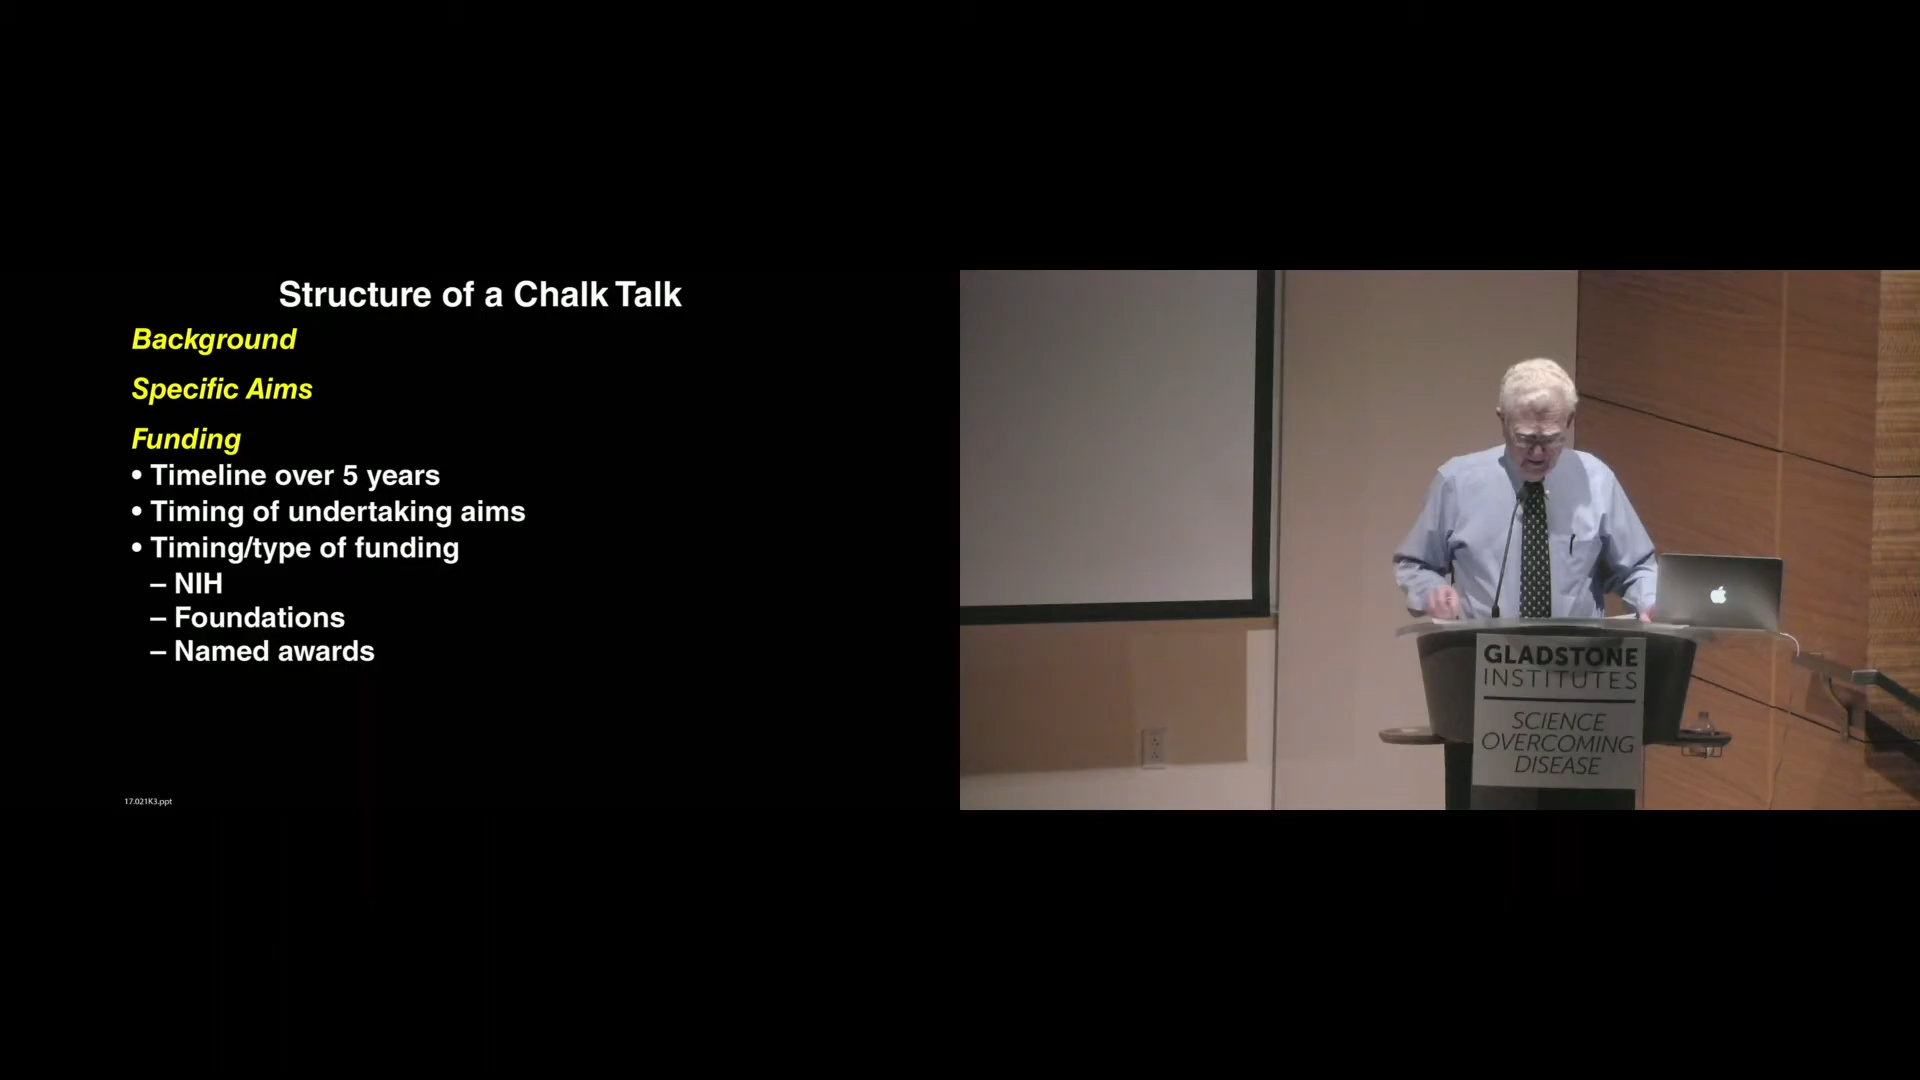 Structure of a Chalk Talk
Background
Specific Aims
Funding
• Timeline over 5 years
• Timing of undertaking aims
• Timing/type of funding
– NIH
– Foundations
– Named awards
17.021K3.ppt
GLADSTONE
INSTITUTES
SCIENCE
OVERCOMING
DISEASE